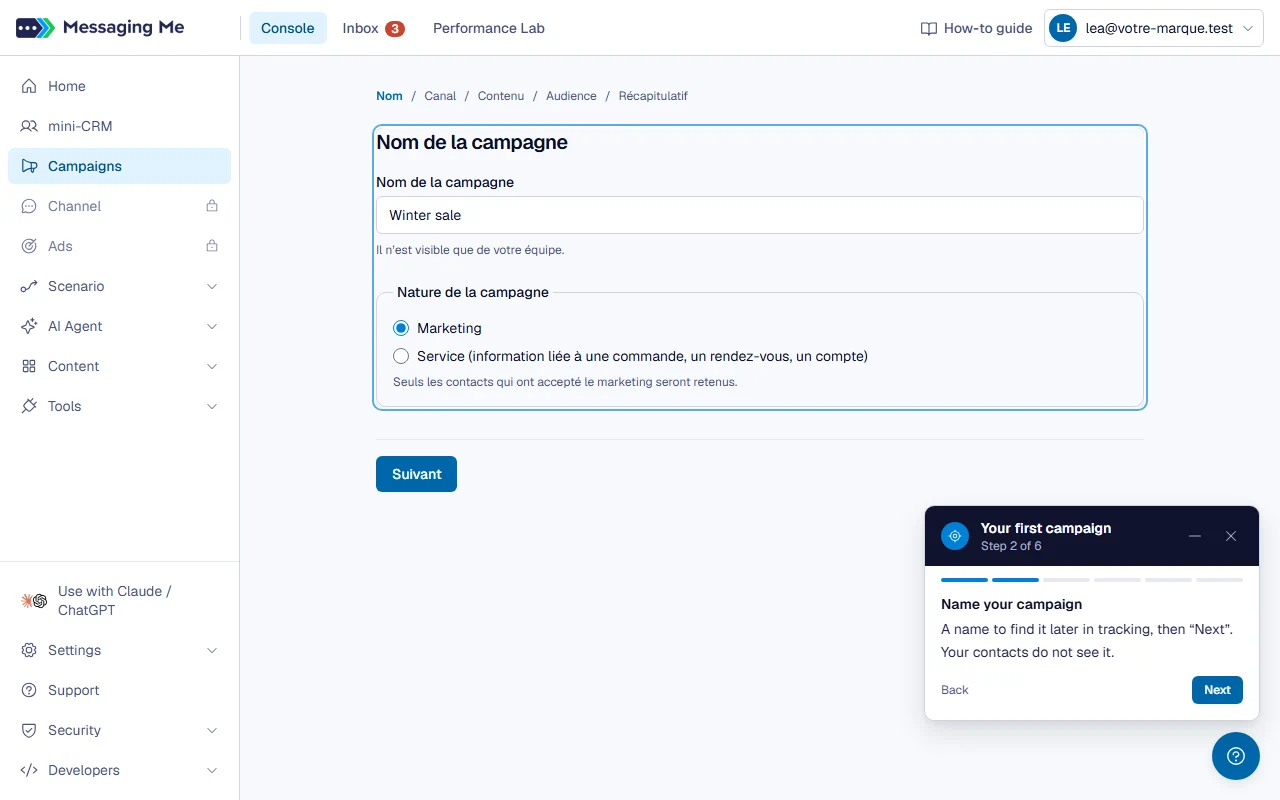 Messaging Me
Console
Inbox 3
Performance Lab
How-to guide
LE lea@votre-marque.test
Home
mini-CRM
Campaigns
Channel
Ads
Scenario
AI Agent
Content
Tools
Use with Claude /
ChatGPT
Settings
Support
Security
Developers
Nom / Canal / Contenu / Audience / Récapitulatif
Nom de la campagne
Nom de la campagne
Winter sale
Il n'est visible que de votre équipe.
Nature de la campagne
Marketing
Service (information liée à une commande, un rendez-vous, un compte)
Seuls les contacts qui ont accepté le marketing seront retenus.
Suivant
Your first campaign
Step 2 of 6
Name your campaign
A name to find it later in tracking, then “Next”.
Your contacts do not see it.
Back
Next